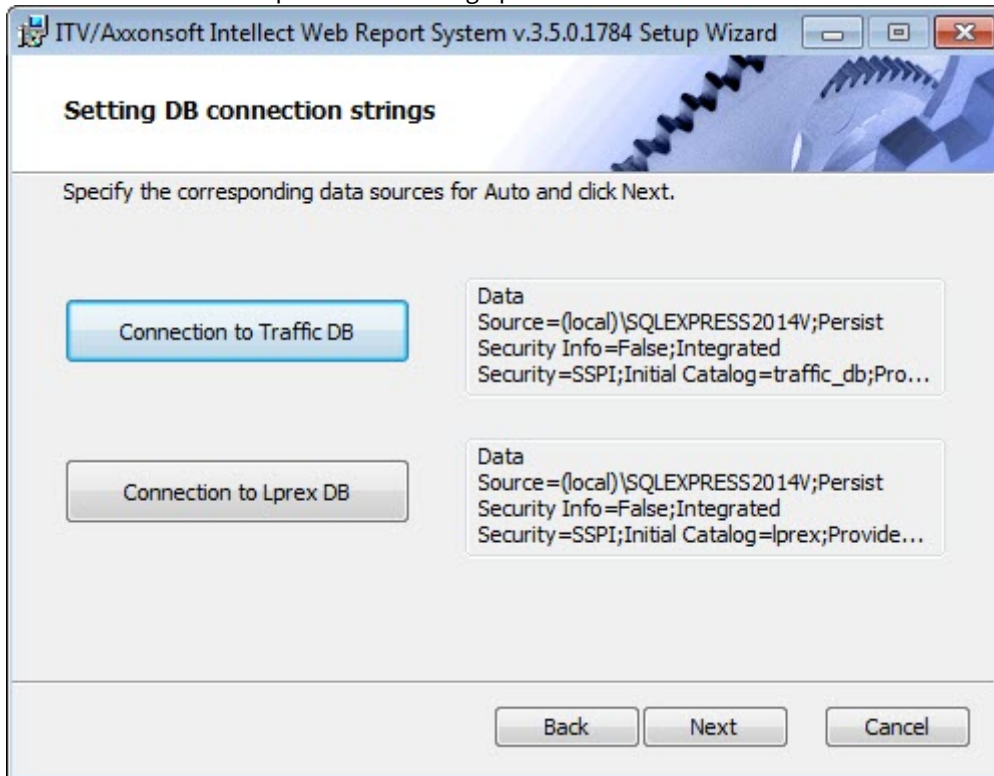 ITV/Axxonsoft Intellect Web Report System v.3.5.0.1784 Setup Wizard
Setting DB connection strings
Specify the corresponding data sources for Auto and click Next.
Connection to Traffic DB
Data
Source=(local)\SQLEXPRESS2014V;Persist
Security Info=False;Integrated
Security=SSPI;Initial Catalog=traffic_db;Pro...
Connection to Lprex DB
Data
Source=(local)\SQLEXPRESS2014V;Persist
Security Info=False;Integrated
Security=SSPI;Initial Catalog=lprex;Provide...
Back
Next
Cancel